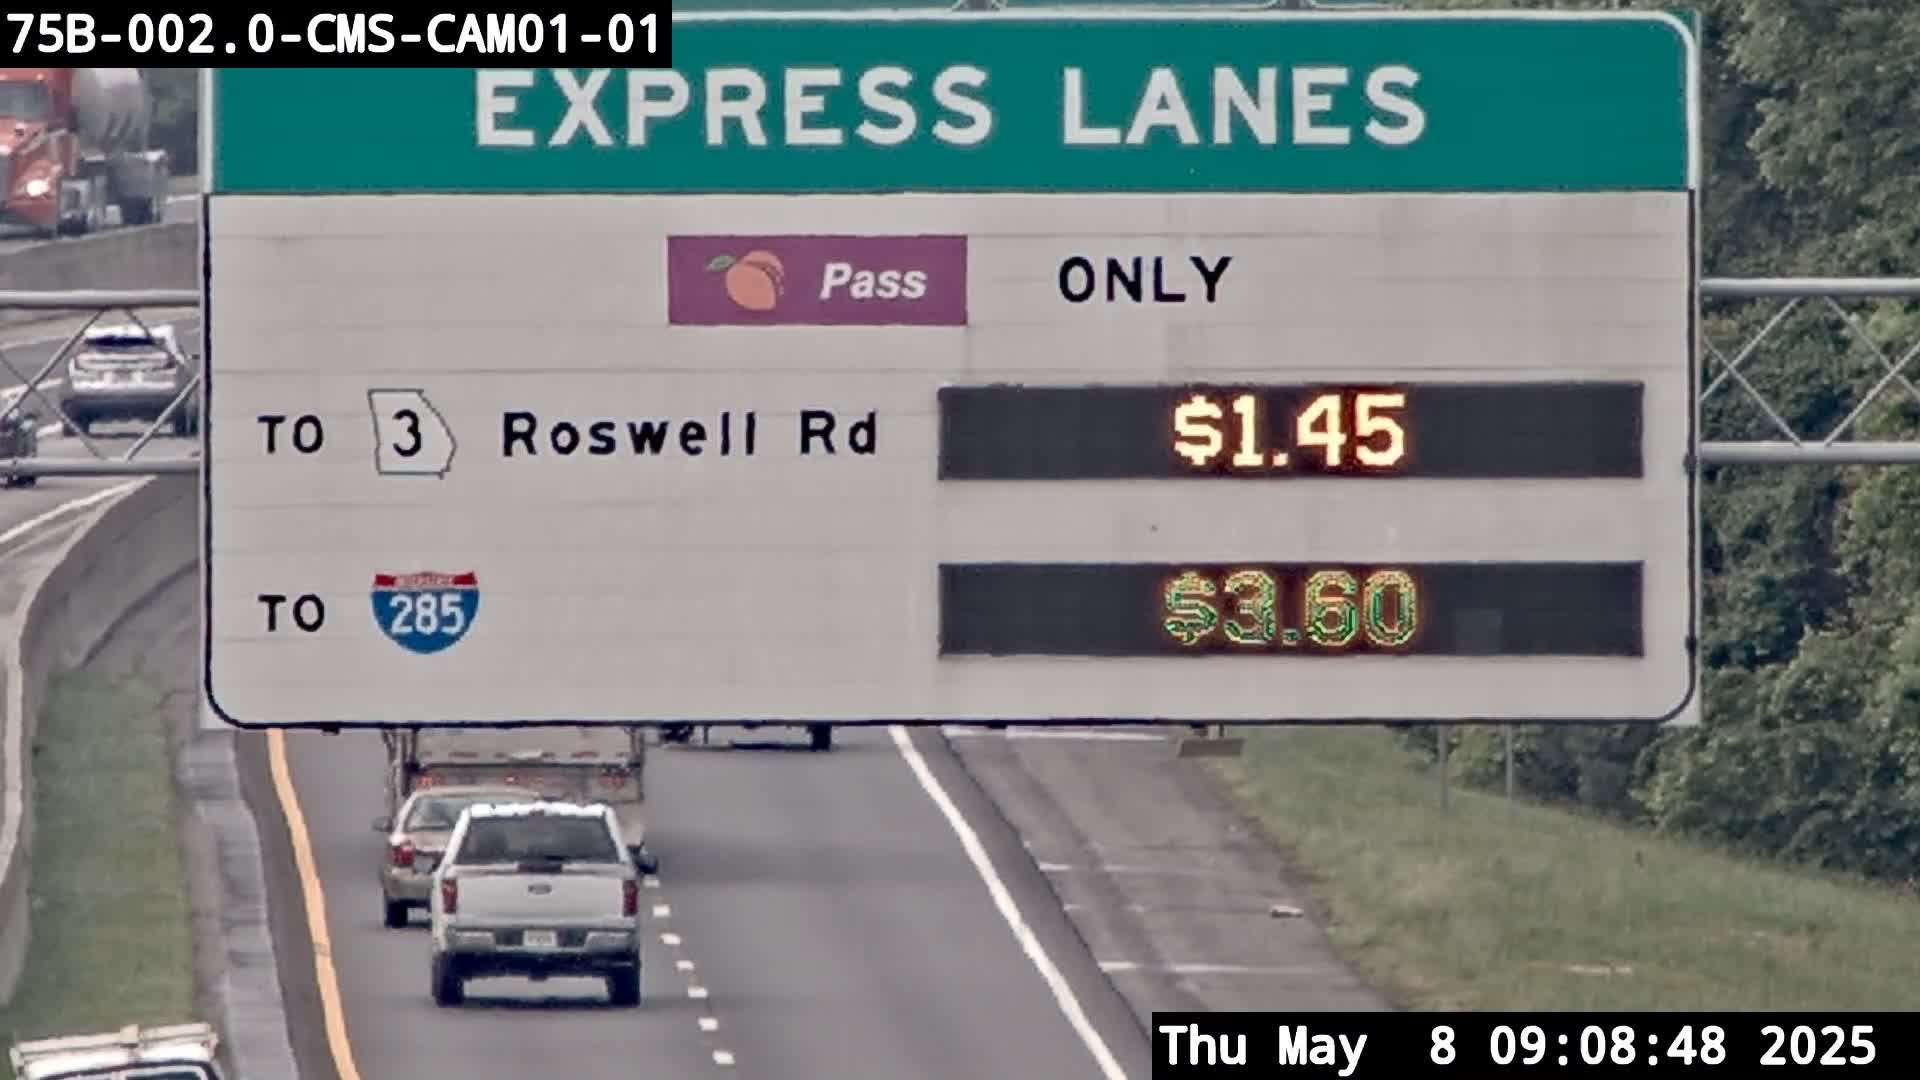 75B-002.0-CMS-CAM01-01
EXPRESS LANES
Pass ONLY
TO 3 Roswell Rd $1.45
TO 285 $3.60
Thu May 8 09:08:48 2025